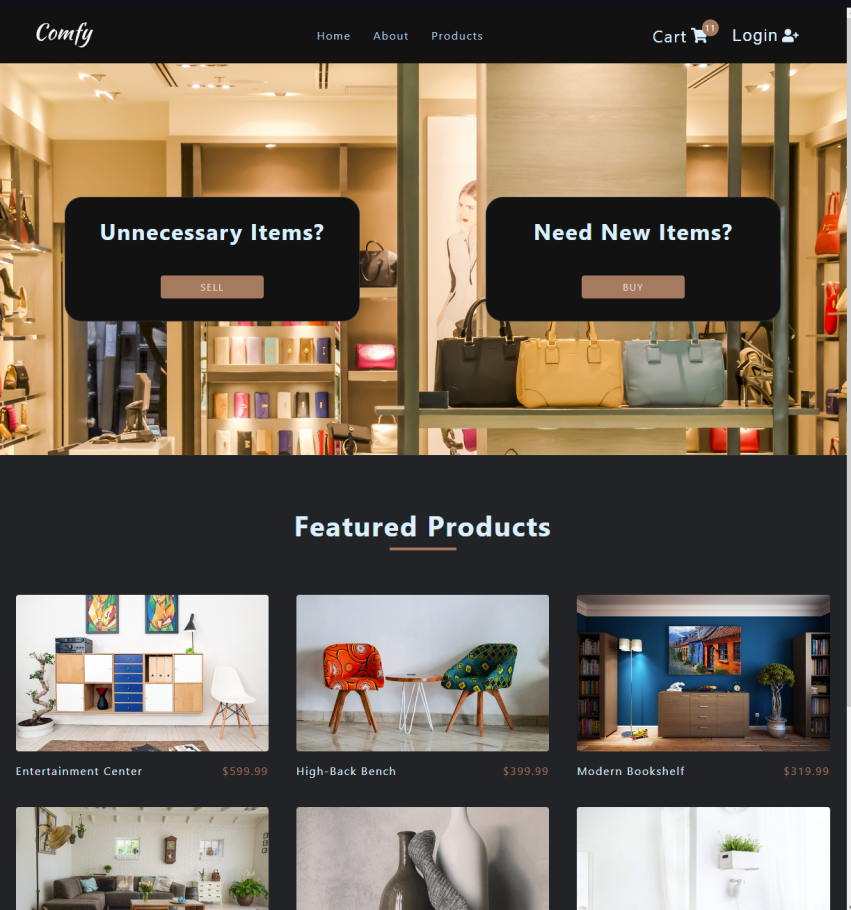 Comfy
Home About Products
Cart 11 Login
Unnecessary Items?
SELL
Need New Items?
BUY
Featured Products
Entertainment Center $599.99
High-Back Bench $399.99
Modern Bookshelf $319.99